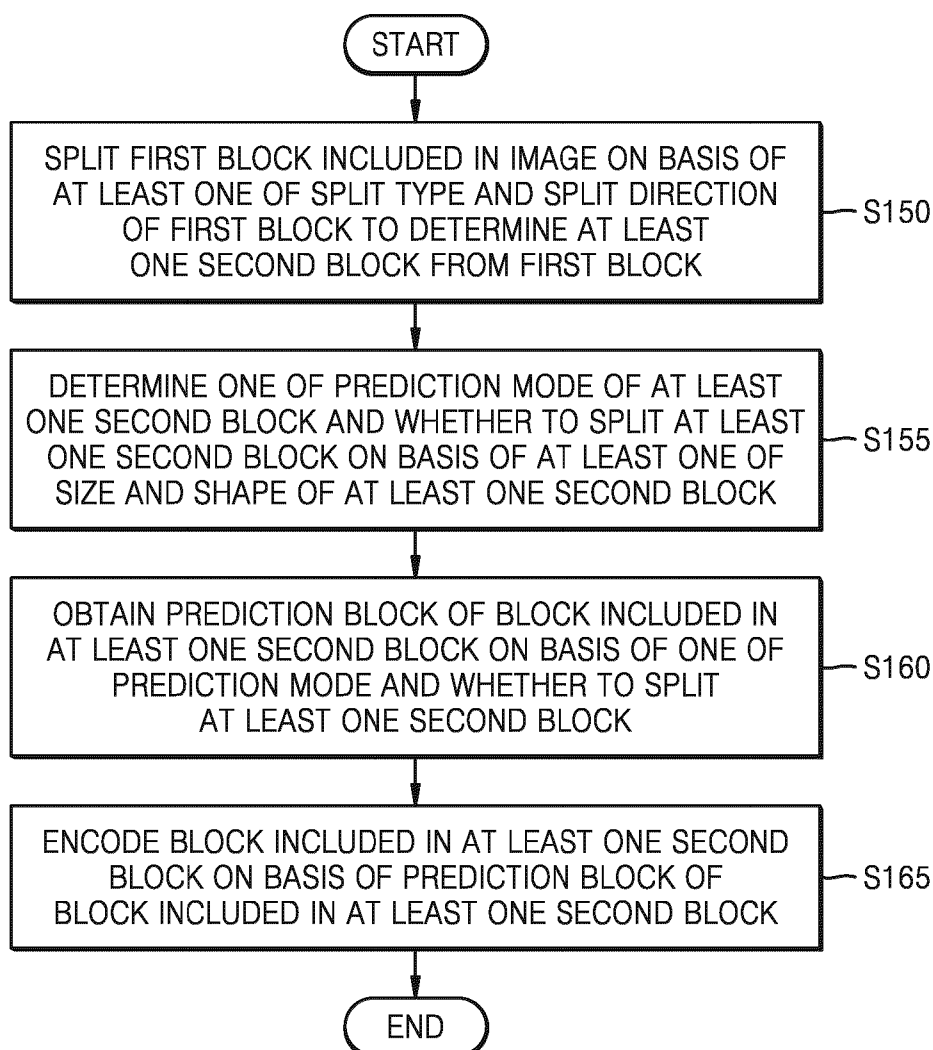 START
SPLIT FIRST BLOCK INCLUDED IN IMAGE ON BASIS OF
AT LEAST ONE OF SPLIT TYPE AND SPLIT DIRECTION
OF FIRST BLOCK TO DETERMINE AT LEAST
ONE SECOND BLOCK FROM FIRST BLOCK
S150
DETERMINE ONE OF PREDICTION MODE OF AT LEAST
ONE SECOND BLOCK AND WHETHER TO SPLIT AT LEAST
ONE SECOND BLOCK ON BASIS OF AT LEAST ONE OF
SIZE AND SHAPE OF AT LEAST ONE SECOND BLOCK
S155
OBTAIN PREDICTION BLOCK OF BLOCK INCLUDED IN
AT LEAST ONE SECOND BLOCK ON BASIS OF ONE OF
PREDICTION MODE AND WHETHER TO SPLIT
AT LEAST ONE SECOND BLOCK
S160
ENCODE BLOCK INCLUDED IN AT LEAST ONE SECOND
BLOCK ON BASIS OF PREDICTION BLOCK OF
BLOCK INCLUDED IN AT LEAST ONE SECOND BLOCK
S165
END